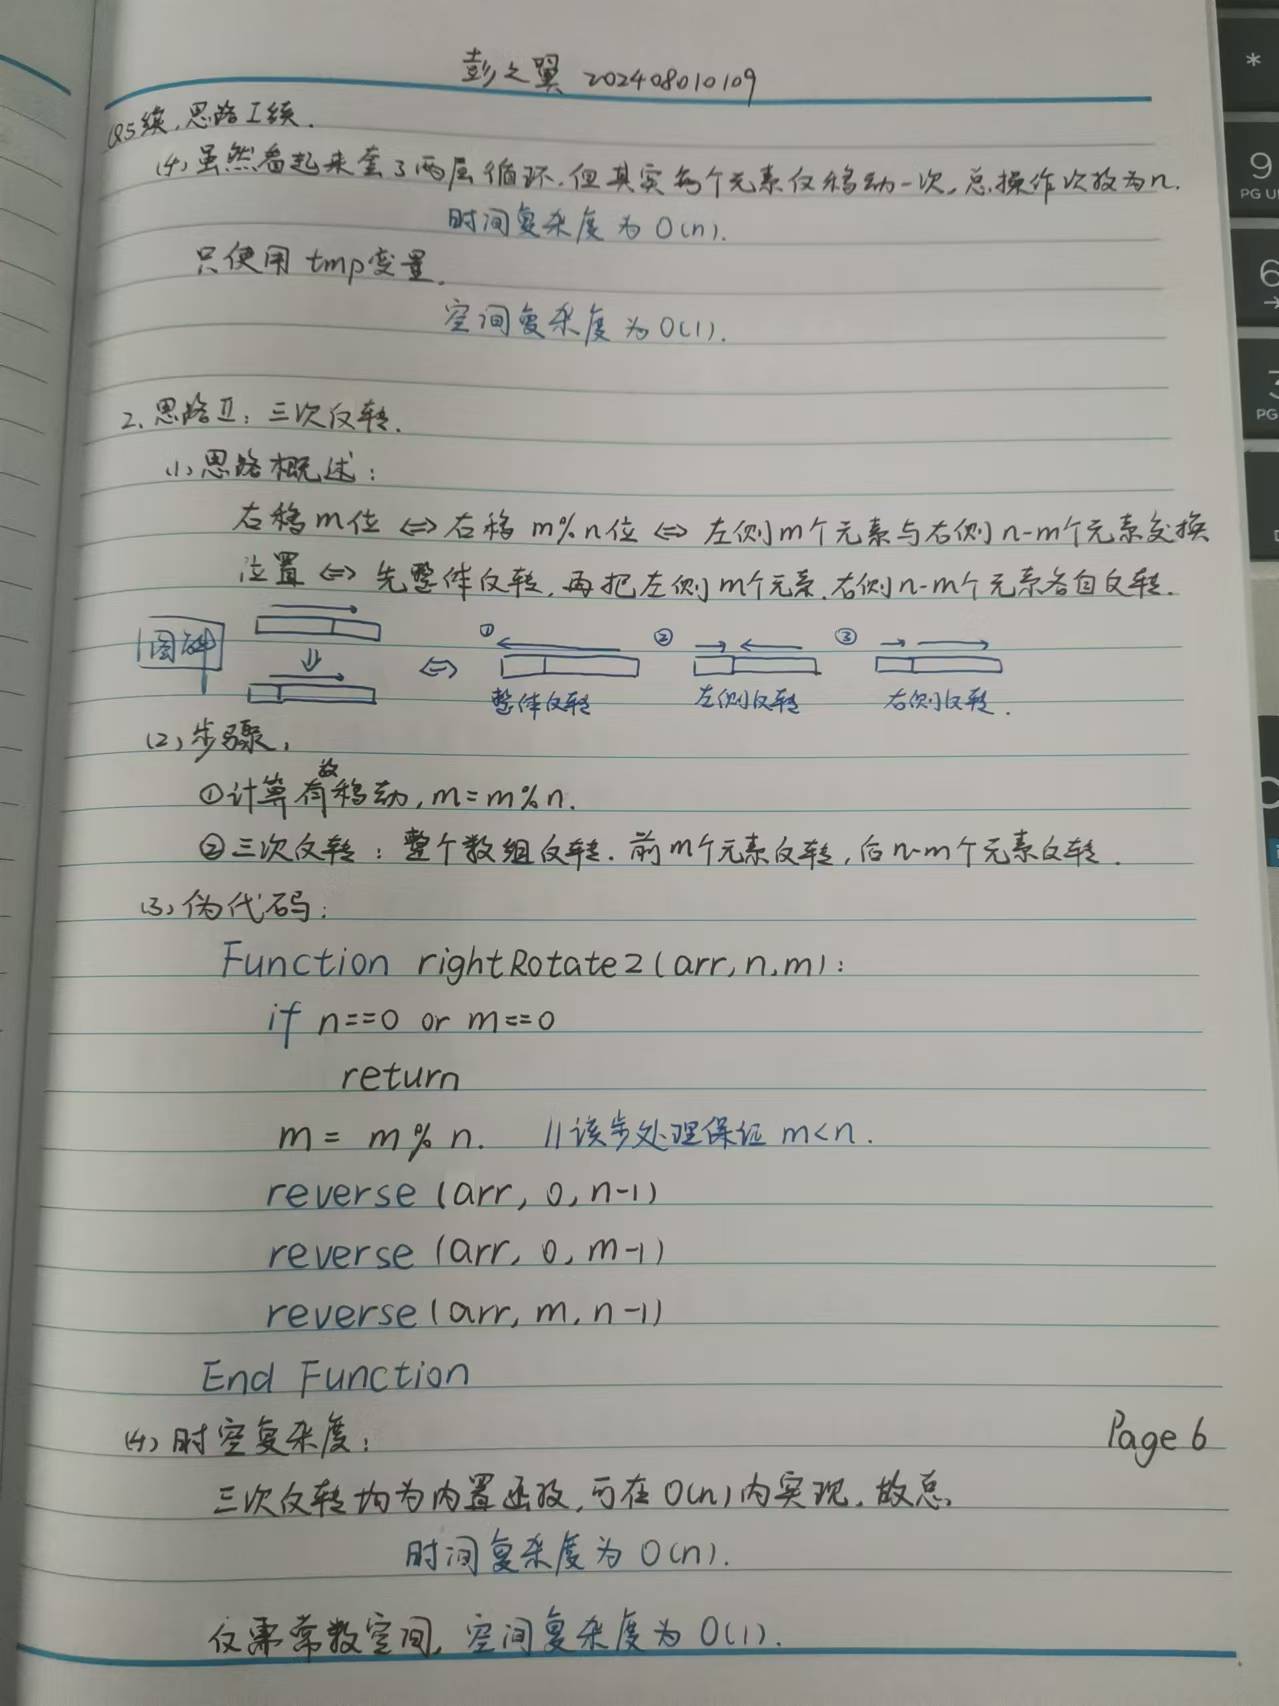 彭之翼 202408010109
Q5续,思路Ⅰ续.
(4)虽然看起来套了两层循环,但其实每个元素仅移动一次,总操作次数为n.
时间复杂度为O(n).
只使用tmp变量.
空间复杂度为O(1).
2.思路Ⅱ:三次反转.
(1)思路概述:
右移m位⇔右移m%n位⇔左侧m个元素与右侧n-m个元素交换
位置⇔先整体反转,再把左侧m个元素.右侧n-m个元素各自反转.
图解
⇓ ⇔ ① ② ③
整体反转 左侧反转 右侧反转.
(2)步骤:
①计算有效移动,m=m%n.
②三次反转:整个数组反转.前m个元素反转,后n-m个元素反转.
(3)伪代码:
Function rightRotate2(arr,n,m):
if n==0 or m==0
return
m = m % n. //该步处理保证m<n.
reverse(arr, 0, n-1)
reverse(arr, 0, m-1)
reverse(arr, m, n-1)
End Function
(4)时空复杂度:
Page 6
三次反转均为内置函数,可在O(n)内实现,故总
时间复杂度为O(n).
仅需常数空间,空间复杂度为O(1).
*
9
PG U
6
→
3
PG